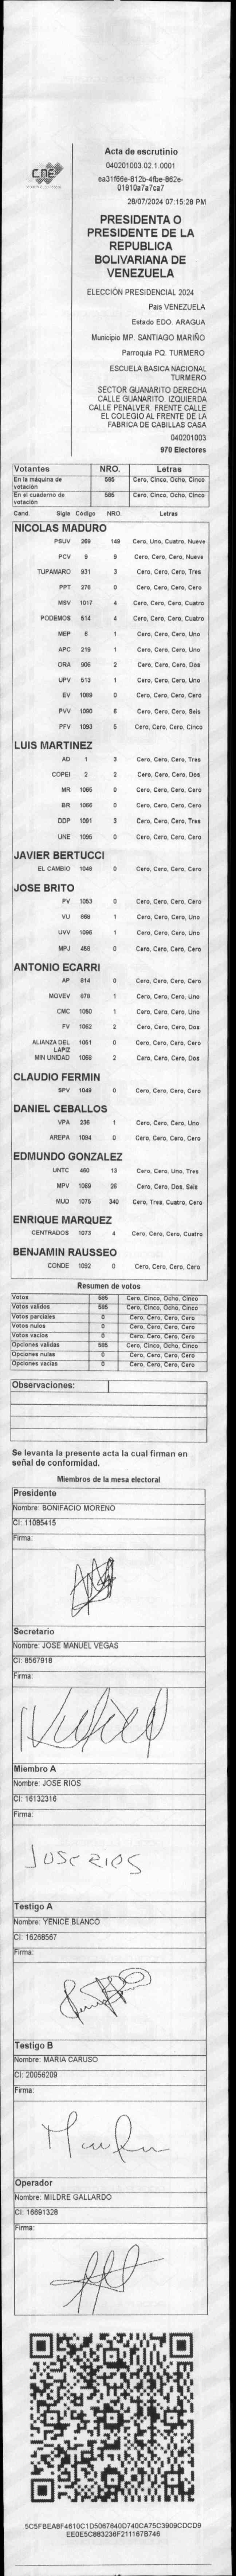 CNE
Acta de escrutinio
040201003.02.1.0001
ea31f66e-812b-4fbe-862e-
01910a7a7ca7
28/07/2024 07:15:28 PM
PRESIDENTA O
PRESIDENTE DE LA
REPUBLICA
BOLIVARIANA DE
VENEZUELA
ELECCIÓN PRESIDENCIAL 2024
País VENEZUELA
Estado EDO. ARAGUA
Municipio MP. SANTIAGO MARIÑO
Parroquia PQ. TURMERO
ESCUELA BASICA NACIONAL
TURMERO
SECTOR GUANARITO DERECHA
CALLE GUANARITO. IZQUIERDA
CALLE PENALVER. FRENTE CALLE
EL COLEGIO AL FRENTE DE LA
FABRICA DE CABILLAS CASA
040201003
970 Electores
Votantes NRO. Letras
En la máquina de votación 585 Cero, Cinco, Ocho, Cinco
En el cuaderno de votación 585 Cero, Cinco, Ocho, Cinco
Cand. Sigla Código NRO. Letras
NICOLAS MADURO
PSUV 269 149 Cero, Uno, Cuatro, Nueve
PCV 9 9 Cero, Cero, Cero, Nueve
TUPAMARO 931 3 Cero, Cero, Cero, Tres
PPT 276 0 Cero, Cero, Cero, Cero
MSV 1017 4 Cero, Cero, Cero, Cuatro
PODEMOS 514 4 Cero, Cero, Cero, Cuatro
MEP 6 1 Cero, Cero, Cero, Uno
APC 219 1 Cero, Cero, Cero, Uno
ORA 906 2 Cero, Cero, Cero, Dos
UPV 513 1 Cero, Cero, Cero, Uno
EV 1089 0 Cero, Cero, Cero, Cero
PVV 1090 6 Cero, Cero, Cero, Seis
PFV 1093 5 Cero, Cero, Cero, Cinco
LUIS MARTINEZ
AD 1 3 Cero, Cero, Cero, Tres
COPEI 2 2 Cero, Cero, Cero, Dos
MR 1065 0 Cero, Cero, Cero, Cero
BR 1066 0 Cero, Cero, Cero, Cero
DDP 1091 3 Cero, Cero, Cero, Tres
UNE 1095 0 Cero, Cero, Cero, Cero
JAVIER BERTUCCI
EL CAMBIO 1048 0 Cero, Cero, Cero, Cero
JOSE BRITO
PV 1053 0 Cero, Cero, Cero, Cero
VU 868 1 Cero, Cero, Cero, Uno
UVV 1096 1 Cero, Cero, Cero, Uno
MPJ 458 0 Cero, Cero, Cero, Cero
ANTONIO ECARRI
AP 814 0 Cero, Cero, Cero, Cero
MOVEV 878 1 Cero, Cero, Cero, Uno
CMC 1050 1 Cero, Cero, Cero, Uno
FV 1062 2 Cero, Cero, Cero, Dos
ALIANZA DEL LAPIZ 1051 0 Cero, Cero, Cero, Cero
MIN UNIDAD 1068 2 Cero, Cero, Cero, Dos
CLAUDIO FERMIN
SPV 1049 0 Cero, Cero, Cero, Cero
DANIEL CEBALLOS
VPA 236 1 Cero, Cero, Cero, Uno
AREPA 1094 0 Cero, Cero, Cero, Cero
EDMUNDO GONZALEZ
UNTC 460 13 Cero, Cero, Uno, Tres
MPV 1069 26 Cero, Cero, Dos, Seis
MUD 1075 340 Cero, Tres, Cuatro, Cero
ENRIQUE MARQUEZ
CENTRADOS 1073 4 Cero, Cero, Cero, Cuatro
BENJAMIN RAUSSEO
CONDE 1092 0 Cero, Cero, Cero, Cero
Resumen de votos
Votos 585 Cero, Cinco, Ocho, Cinco
Votos validos 585 Cero, Cinco, Ocho, Cinco
Votos parciales 0 Cero, Cero, Cero, Cero
Votos nulos 0 Cero, Cero, Cero, Cero
Votos vacios 0 Cero, Cero, Cero, Cero
Opciones validas 585 Cero, Cinco, Ocho, Cinco
Opciones nulas 0 Cero, Cero, Cero, Cero
Opciones vacias 0 Cero, Cero, Cero, Cero
Observaciones:
Se levanta la presente acta la cual firman en
señal de conformidad.
Miembros de la mesa electoral
Presidente
Nombre: BONIFACIO MORENO
CI: 11085415
Firma:
Secretario
Nombre: JOSE MANUEL VEGAS
CI: 8567918
Firma:
Miembro A
Nombre: JOSE RIOS
CI: 16132316
Firma:
JOSE RIOS
Testigo A
Nombre: YENICE BLANCO
CI: 16268567
Firma:
Testigo B
Nombre: MARIA CARUSO
CI: 20056209
Firma:
Operador
Nombre: MILDRE GALLARDO
CI: 16691328
Firma:
5C5FBEA8F4610C1D5067640D740CA75C3909CDCD9
EE0E5C883236F211167B746